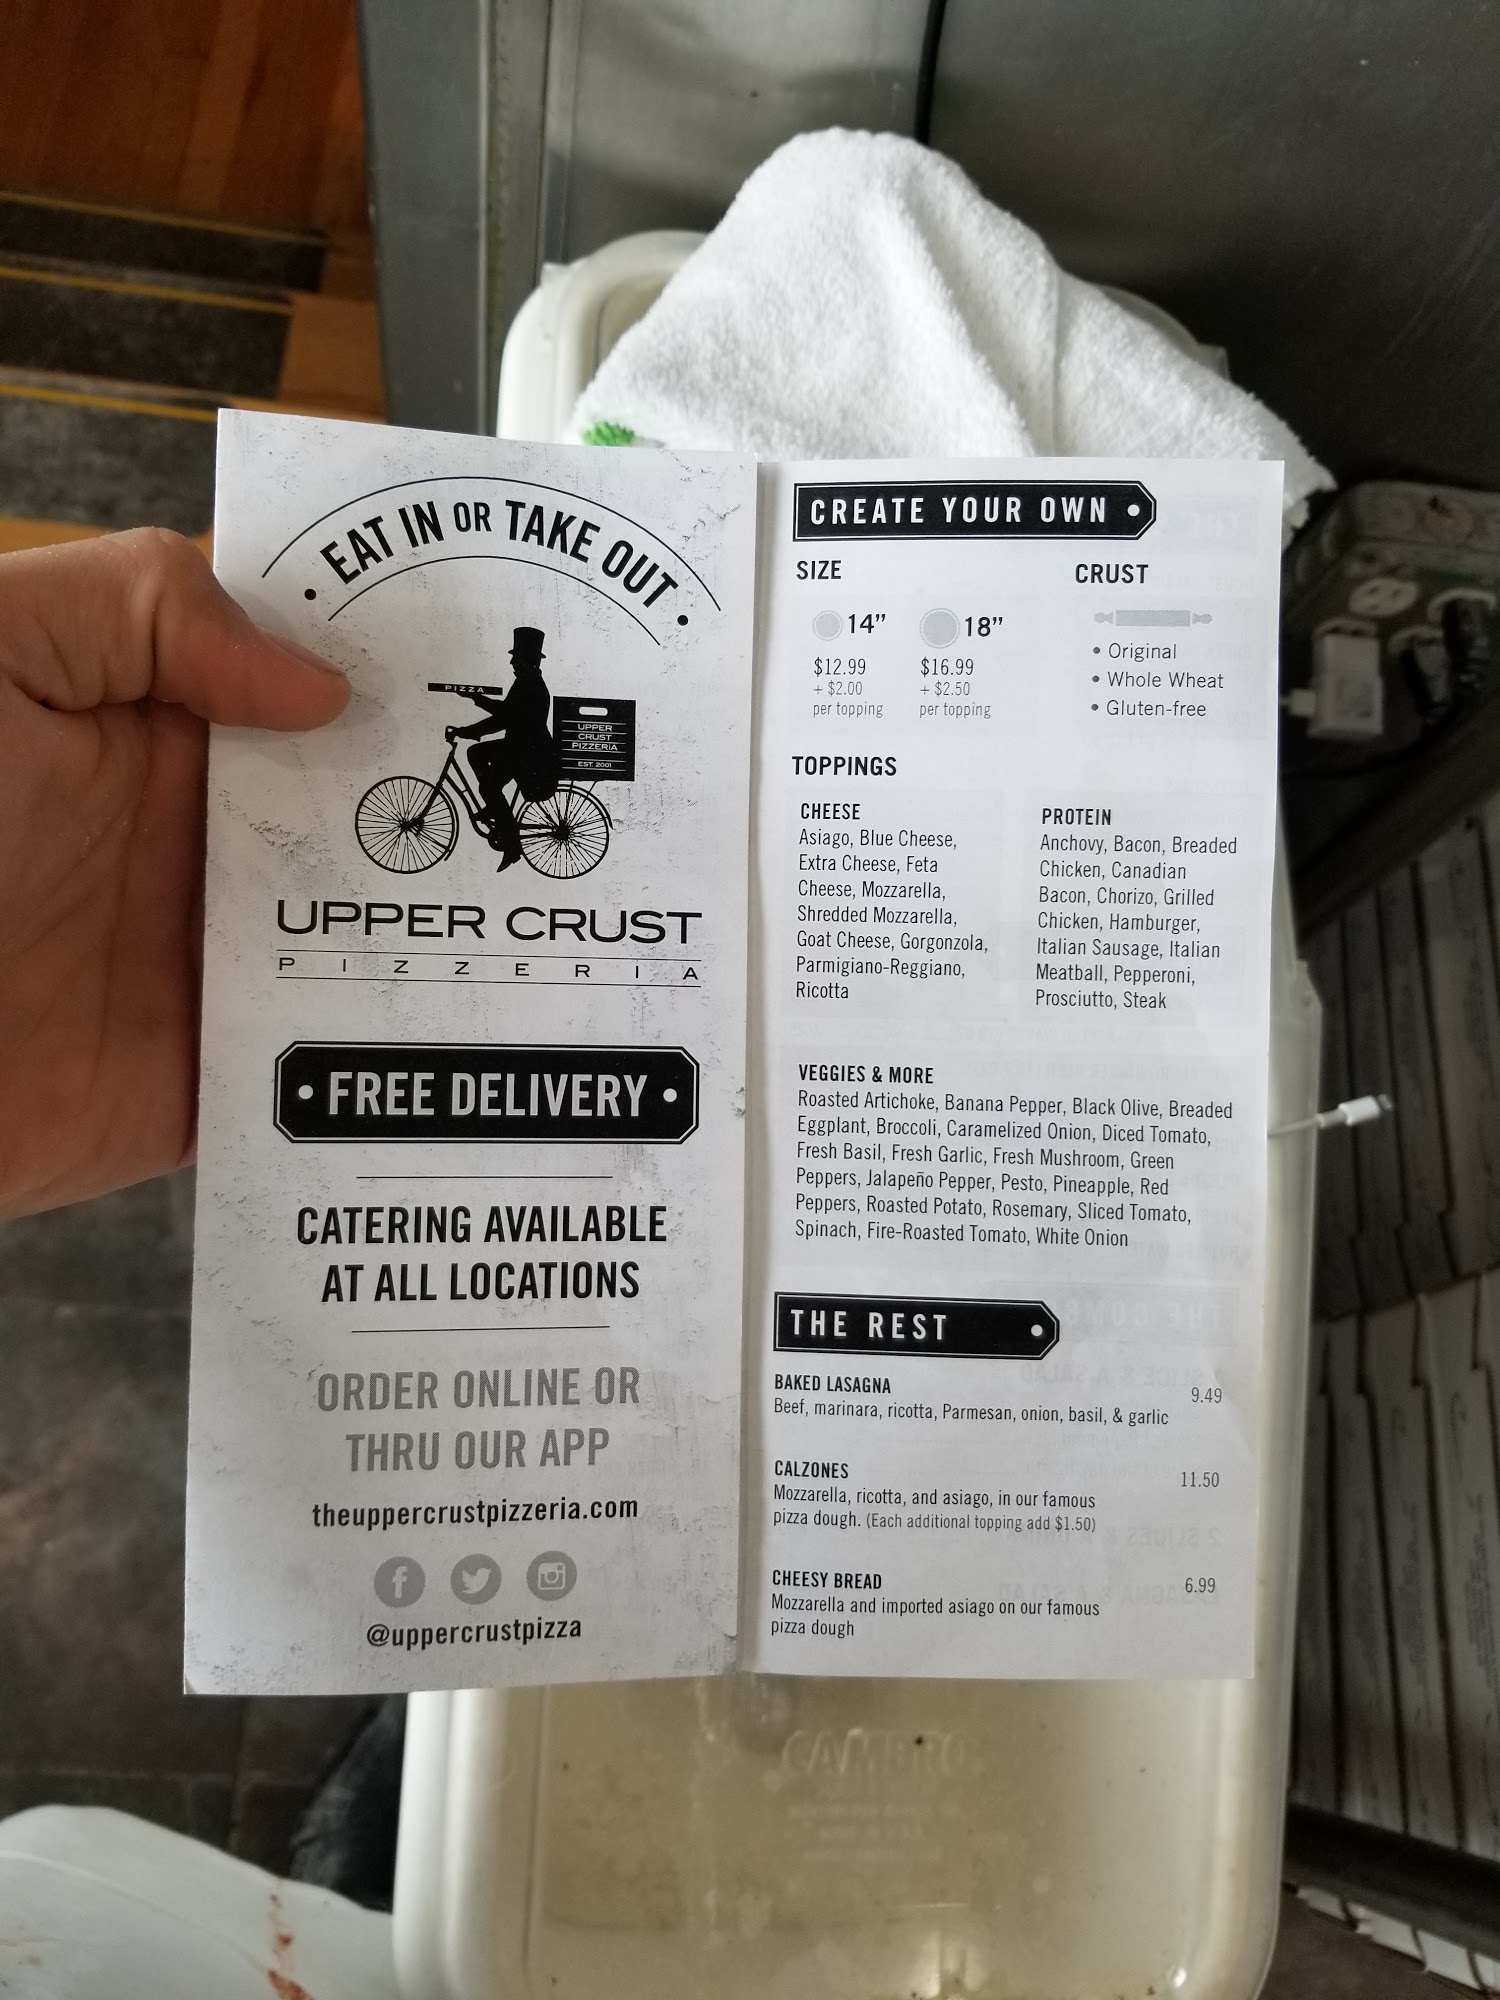 EAT IN OR TAKE OUT
PIZZA
UPPER
CRUST
PIZZERIA
EST. 2001
UPPER CRUST
PIZZERIA
• FREE DELIVERY •
CATERING AVAILABLE
AT ALL LOCATIONS
ORDER ONLINE OR
THRU OUR APP
theuppercrustpizzeria.com
@uppercrustpizza
CREATE YOUR OWN
SIZE
14”
18”
$12.99
+ $2.00
per topping
$16.99
+ $2.50
per topping
CRUST
• Original
• Whole Wheat
• Gluten-free
TOPPINGS
CHEESE
Asiago, Blue Cheese,
Extra Cheese, Feta
Cheese, Mozzarella,
Shredded Mozzarella,
Goat Cheese, Gorgonzola,
Parmigiano-Reggiano,
Ricotta
PROTEIN
Anchovy, Bacon, Breaded
Chicken, Canadian
Bacon, Chorizo, Grilled
Chicken, Hamburger,
Italian Sausage, Italian
Meatball, Pepperoni,
Prosciutto, Steak
VEGGIES & MORE
Roasted Artichoke, Banana Pepper, Black Olive, Breaded
Eggplant, Broccoli, Caramelized Onion, Diced Tomato,
Fresh Basil, Fresh Garlic, Fresh Mushroom, Green
Peppers, Jalapeño Pepper, Pesto, Pineapple, Red
Peppers, Roasted Potato, Rosemary, Sliced Tomato,
Spinach, Fire-Roasted Tomato, White Onion
THE REST
BAKED LASAGNA 9.49
Beef, marinara, ricotta, Parmesan, onion, basil, & garlic
CALZONES 11.50
Mozzarella, ricotta, and asiago, in our famous
pizza dough. (Each additional topping add $1.50)
CHEESY BREAD 6.99
Mozzarella and imported asiago on our famous
pizza dough
CAMBRO